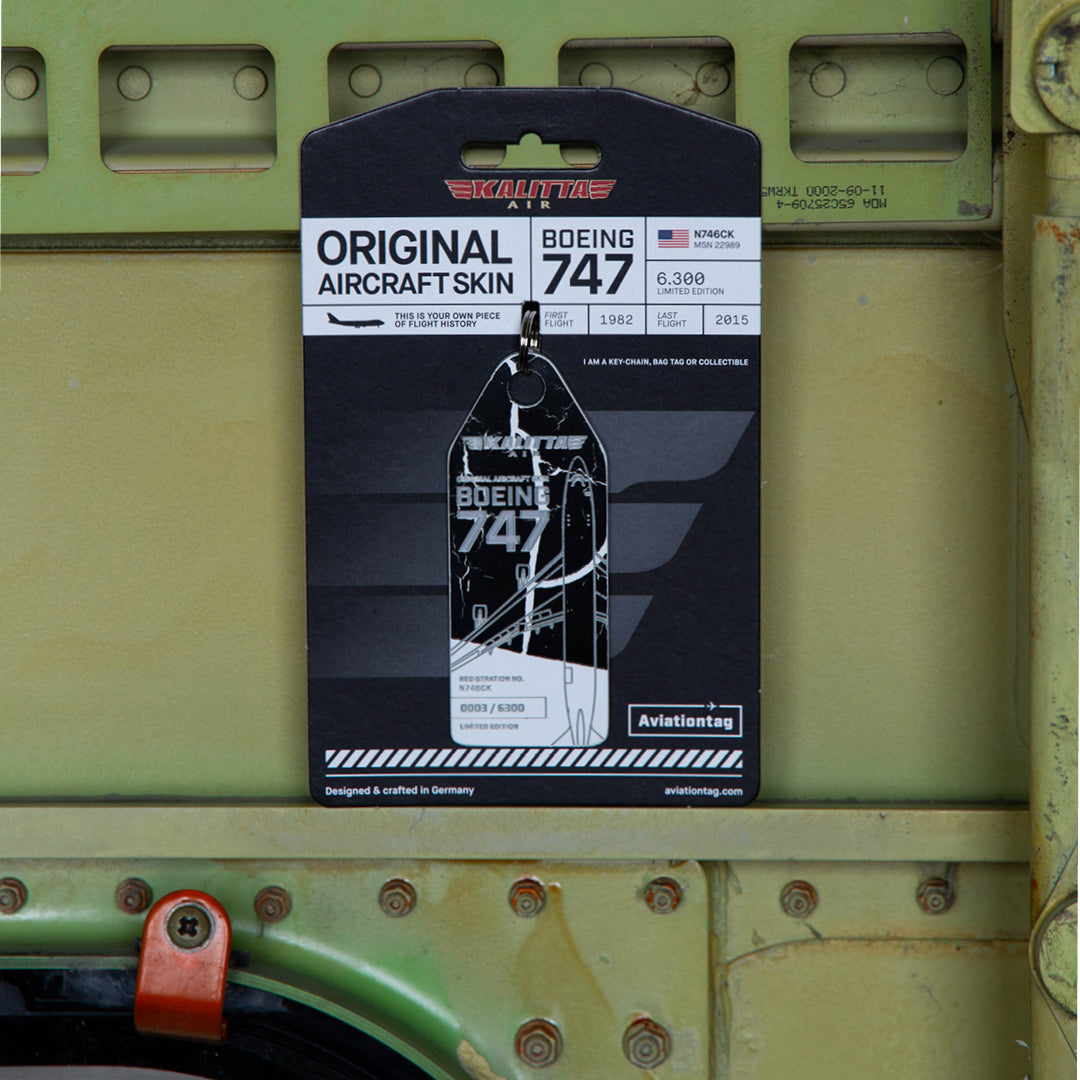 11-09-2000 TKRWS
MDA 65C25709-4
KALITTA
AIR
ORIGINAL
AIRCRAFT SKIN
BOEING
747
N746CK
MSN 22989
6.300
LIMITED EDITION
THIS IS YOUR OWN PIECE
OF FLIGHT HISTORY
FIRST
FLIGHT
1982
LAST
FLIGHT
2015
I AM A KEY-CHAIN, BAG TAG OR COLLECTIBLE
KALITTA
AIR
ORIGINAL AIRCRAFT SKIN
BOEING
747
REGISTRATION NO.
N746CK
0003 / 6300
LIMITED EDITION
Aviationtag
Designed & crafted in Germany
aviationtag.com